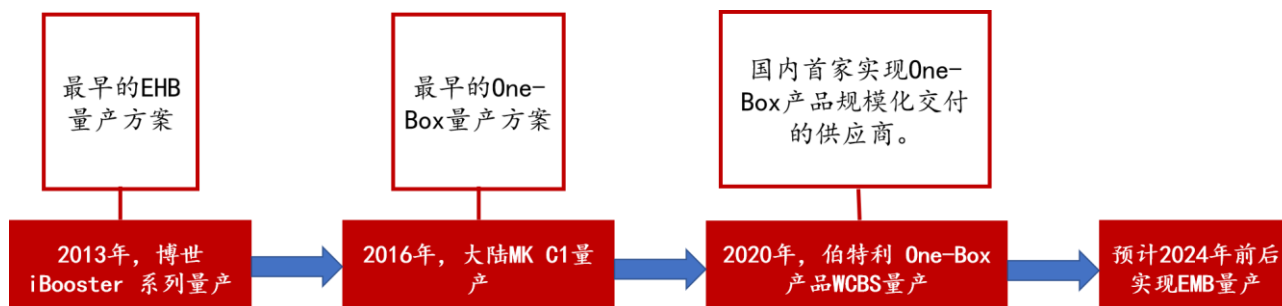 最早的EHB
量产方案
最早的One-
Box量产方案
国内首家实现One-
Box产品规模化交付
的供应商。
2013年，博世
iBooster 系列量产
2016年，大陆MK C1量
产
2020年，伯特利 One-Box
产品WCBS量产
预计2024年前后
实现EMB量产